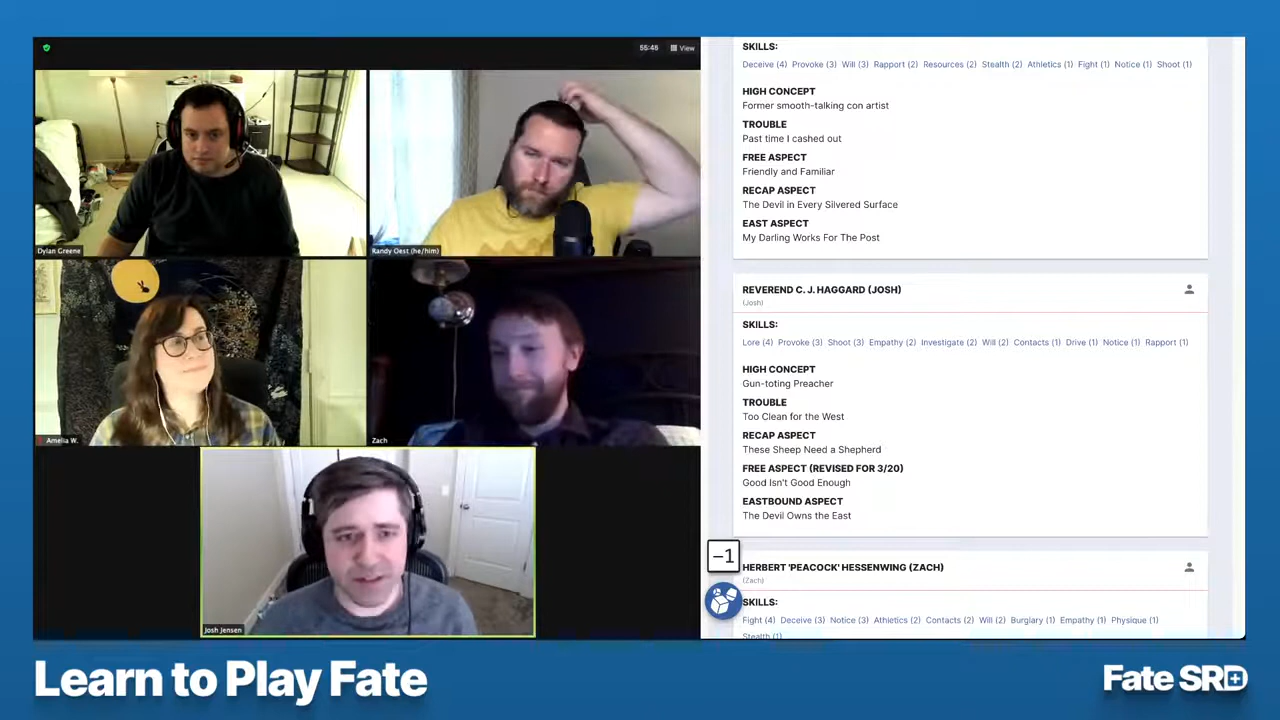 55:45
View
Dylan Greene
Randy Oest (he/him)
Amelia W.
Zach
Josh Jensen
SKILLS:
Deceive (4) Provoke (3) Will (3) Rapport (2) Resources (2) Stealth (2) Athletics (1) Fight (1) Notice (1) Shoot (1)
HIGH CONCEPT
Former smooth-talking con artist
TROUBLE
Past time I cashed out
FREE ASPECT
Friendly and Familiar
RECAP ASPECT
The Devil in Every Silvered Surface
EAST ASPECT
My Darling Works For The Post
REVEREND C. J. HAGGARD (JOSH)
(Josh)
SKILLS:
Lore (4) Provoke (3) Shoot (3) Empathy (2) Investigate (2) Will (2) Contacts (1) Drive (1) Notice (1) Rapport (1)
HIGH CONCEPT
Gun-toting Preacher
TROUBLE
Too Clean for the West
RECAP ASPECT
These Sheep Need a Shepherd
FREE ASPECT (REVISED FOR 3/20)
Good Isn't Good Enough
EASTBOUND ASPECT
The Devil Owns the East
−1
HERBERT 'PEACOCK' HESSENWING (ZACH)
(Zach)
SKILLS:
Fight (4) Deceive (3) Notice (3) Athletics (2) Contacts (2) Will (2) Burglary (1) Empathy (1) Physique (1)
Stealth (1)
Learn to Play Fate
Fate SRD